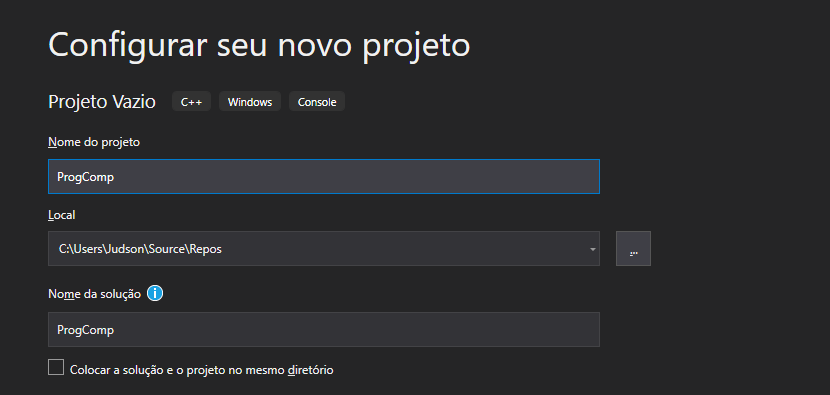 Configurar seu novo projeto
Projeto Vazio C++ Windows Console
Nome do projeto
ProgComp
Local
C:\Users\Judson\Source\Repos
...
Nome da solução
ProgComp
Colocar a solução e o projeto no mesmo diretório